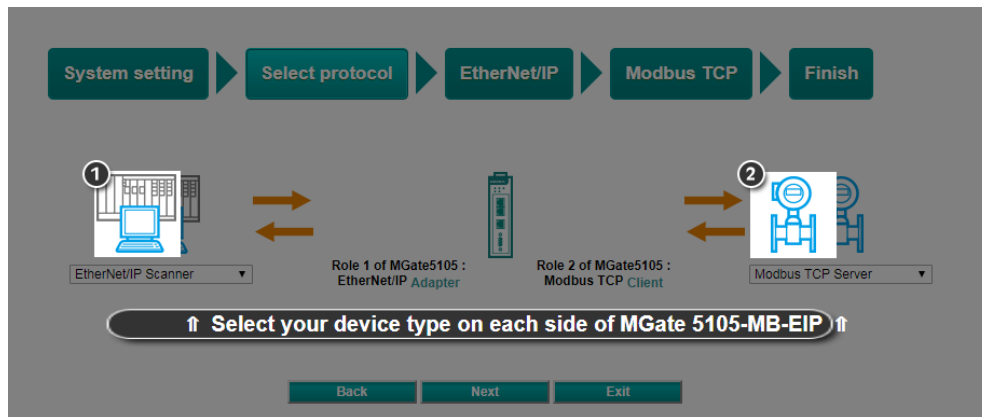 System setting
Select protocol
EtherNet/IP
Modbus TCP
Finish
1
2
EtherNet/IP Scanner
Role 1 of MGate5105 :
EtherNet/IP Adapter
Role 2 of MGate5105 :
Modbus TCP Client
Modbus TCP Server
⇑ Select your device type on each side of MGate 5105-MB-EIP ⇑
Back
Next
Exit